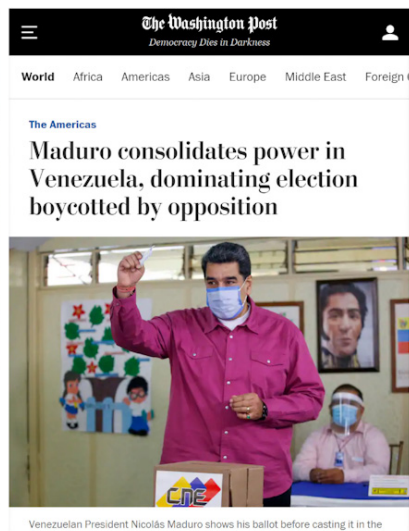 The Washington Post
Democracy Dies in Darkness
World Africa Americas Asia Europe Middle East Foreign
The Americas
Maduro consolidates power in
Venezuela, dominating election
boycotted by opposition
CNE
Venezuelan President Nicolás Maduro shows his ballot before casting it in the